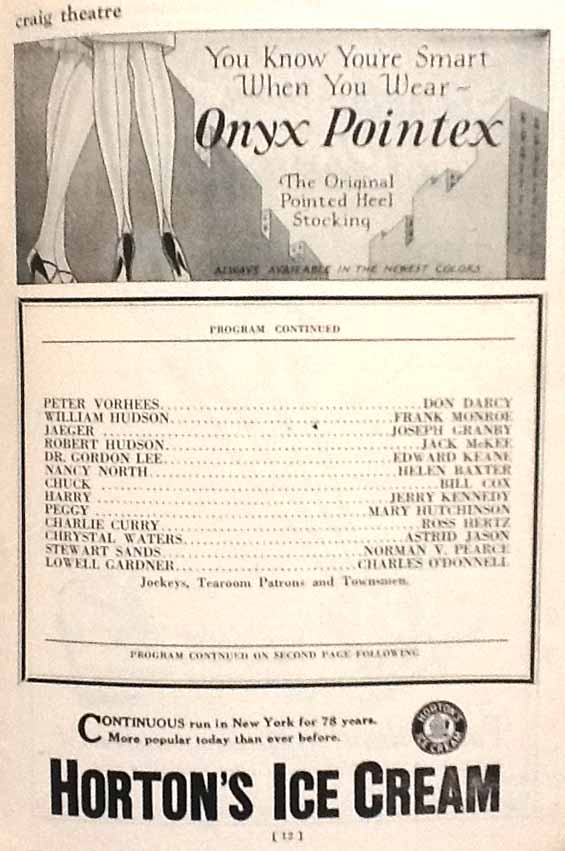 craig theatre
You Know You're Smart
When You Wear ~
Onyx Pointex
The Original
Pointed Heel
Stocking
ALWAYS AVAILABLE IN THE NEWEST COLORS
PROGRAM CONTINUED
PETER VORHEES DON DARCY
WILLIAM HUDSON FRANK MONROE
JAEGER JOSEPH GRANBY
ROBERT HUDSON JACK McKEE
DR. GORDON LEE EDWARD KEANE
NANCY NORTH HELEN BAXTER
CHUCK BILL COX
HARRY JERRY KENNEDY
PEGGY MARY HUTCHINSON
CHARLIE CURRY ROSS HERTZ
CHRYSTAL WATERS ASTRID JASON
STEWART SANDS NORMAN V. PEARCE
LOWELL GARDNER CHARLES O'DONNELL
Jockeys, Tearoom Patrons and Townsmen.
PROGRAM CONTNUED ON SECOND PAGE FOLLOWING
CONTINUOUS run in New York for 78 years.
More popular today than ever before.
HORTON'S
ICE CREAM
HORTON'S ICE CREAM
[ 12 ]